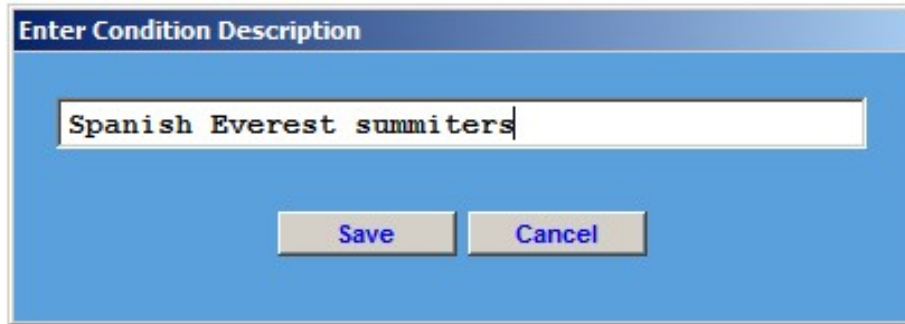 Enter Condition Description
Spanish Everest summiters
Save Cancel